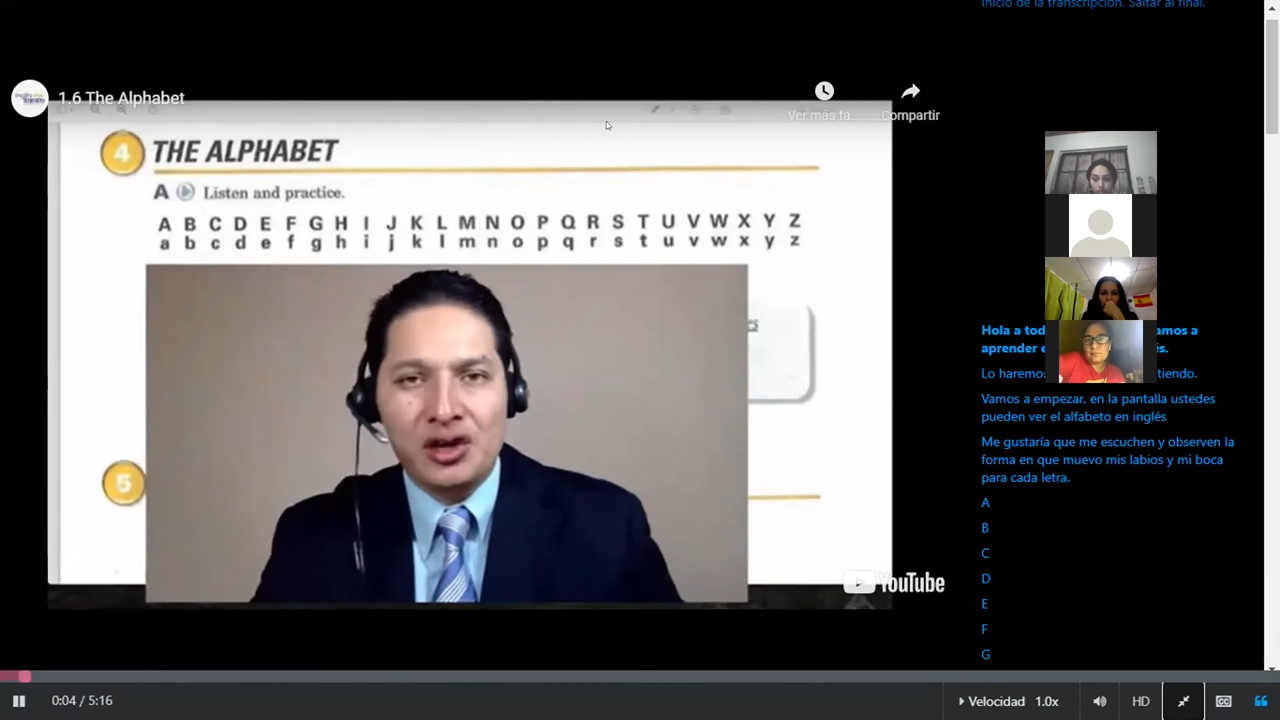 Inicio de la transcripción. Saltar al final.
1.6 The Alphabet
Ver más ta...
Compartir
4 THE ALPHABET
A Listen and practice.
A B C D E F G H I J K L M N O P Q R S T U V W X Y Z
a b c d e f g h i j k l m n o p q r s t u v w x y z
5
YouTube
Hola a tod amos a
aprender e s.
Lo haremos tiendo.
Vamos a empezar, en la pantalla ustedes
pueden ver el alfabeto en inglés
Me gustaría que me escuchen y observen la
forma en que muevo mis labios y mi boca
para cada letra.
A
B
C
D
E
F
G
0:04 / 5:16
Velocidad 1.0x
HD
CC